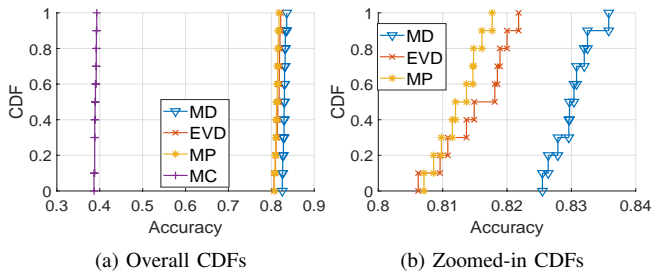 1
0.8
0.6
0.4
0.2
0
CDF
MD
EVD
MP
MC
0.3 0.4 0.5 0.6 0.7 0.8 0.9
Accuracy
(a) Overall CDFs
1
0.8
0.6
0.4
0.2
0
CDF
MD
EVD
MP
0.8 0.81 0.82 0.83 0.84
Accuracy
(b) Zoomed-in CDFs